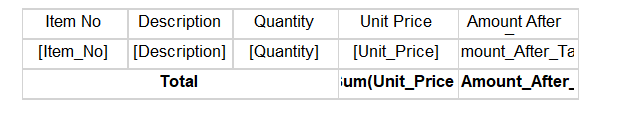 Item No Description Quantity Unit Price Amount After
[Item_No] [Description] [Quantity] [Unit_Price] mount_After_Ta
Total um(Unit_Price Amount_After_